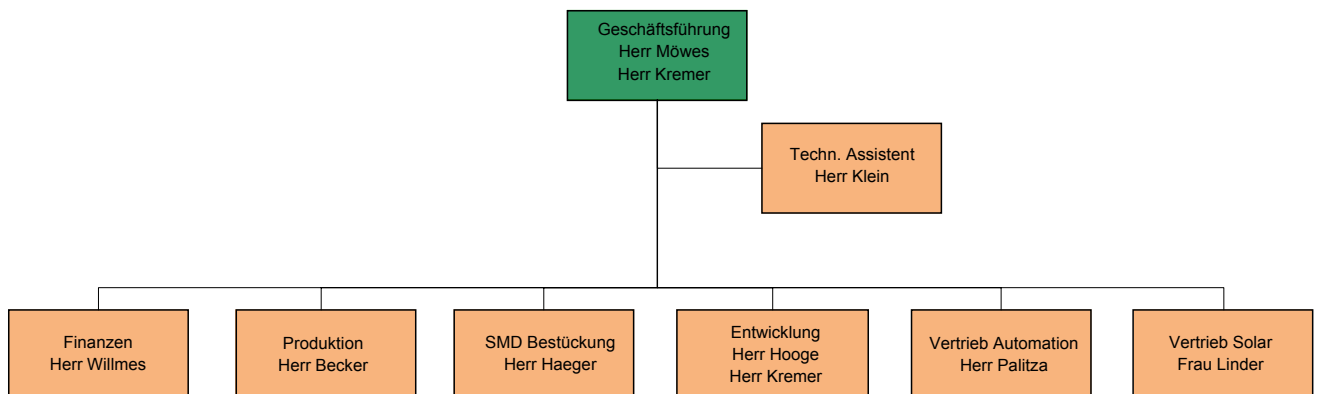 Geschäftsführung
Herr Möwes
Herr Kremer
Techn. Assistent
Herr Klein
Finanzen
Herr Willmes
Produktion
Herr Becker
SMD Bestückung
Herr Haeger
Entwicklung
Herr Hooge
Herr Kremer
Vertrieb Automation
Herr Palitza
Vertrieb Solar
Frau Linder